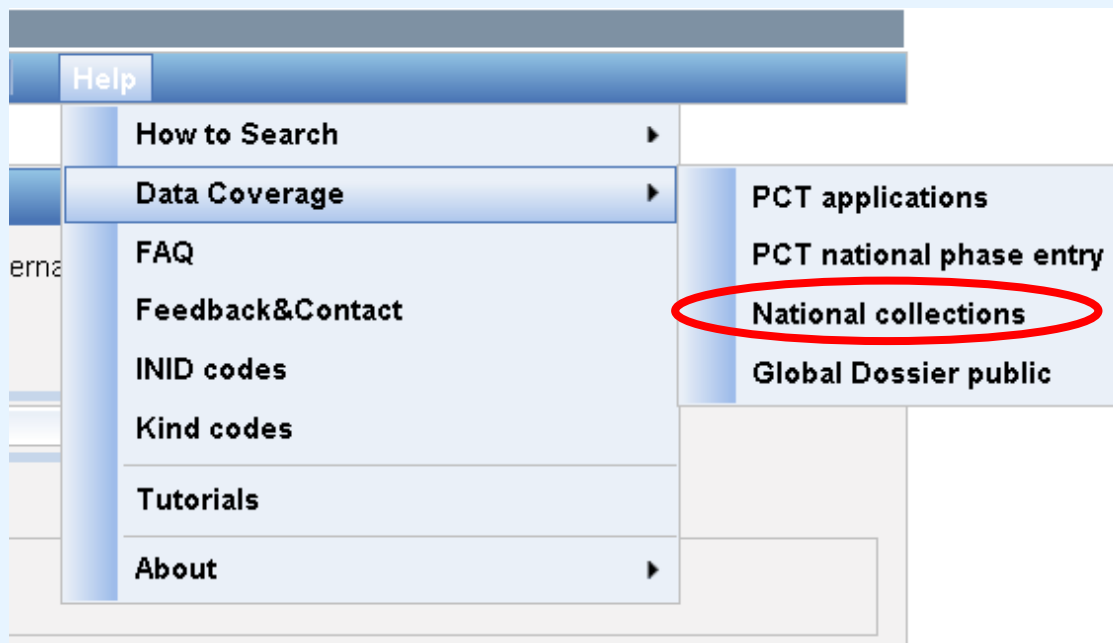 Help
How to Search
Data Coverage
PCT applications
FAQ
PCT national phase entry
erna
Feedback&Contact
National collections
INID codes
Global Dossier public
Kind codes
Tutorials
About